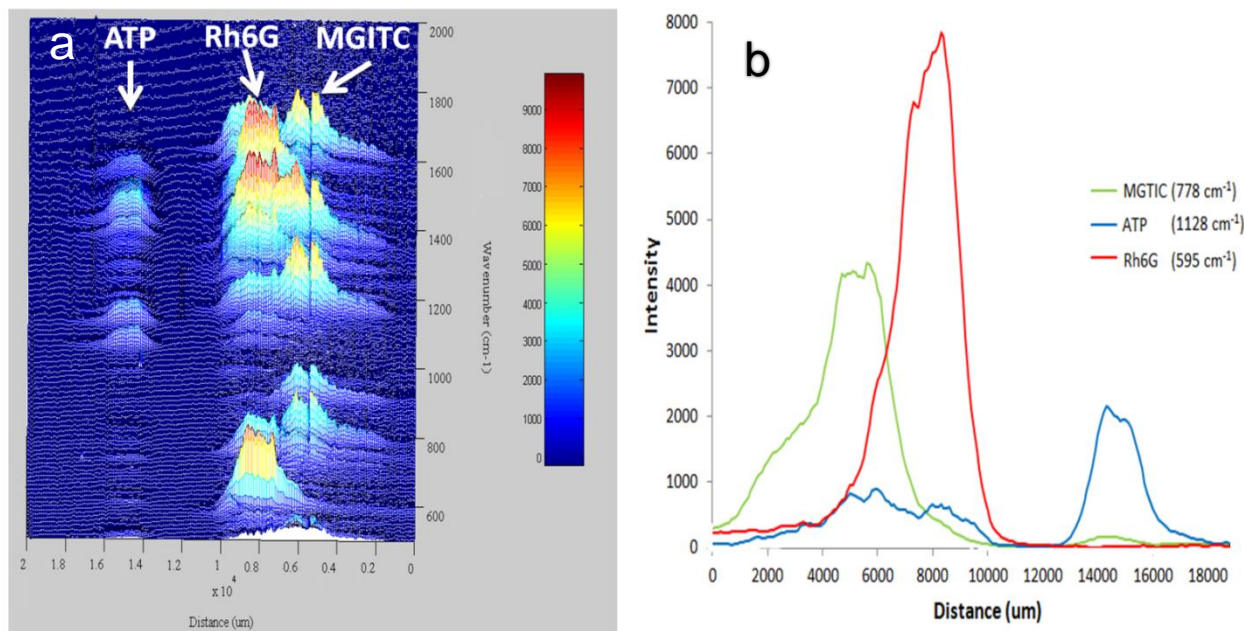 a
ATP
Rh6G
MGITC
2000
1800
1600
1400
1200
1000
800
600
Wavenumber (cm-1)
9000
8000
7000
6000
5000
4000
3000
2000
1000
0
2 1.8 1.6 1.4 1.2 1 0.8 0.6 0.4 0.2 0
x 10⁴
Distance (um)
b
8000
7000
6000
5000
4000
3000
2000
1000
0
Intensity
MGTIC (778 cm⁻¹)
ATP (1128 cm⁻¹)
Rh6G (595 cm⁻¹)
0 2000 4000 6000 8000 10000 12000 14000 16000 18000
Distance (um)